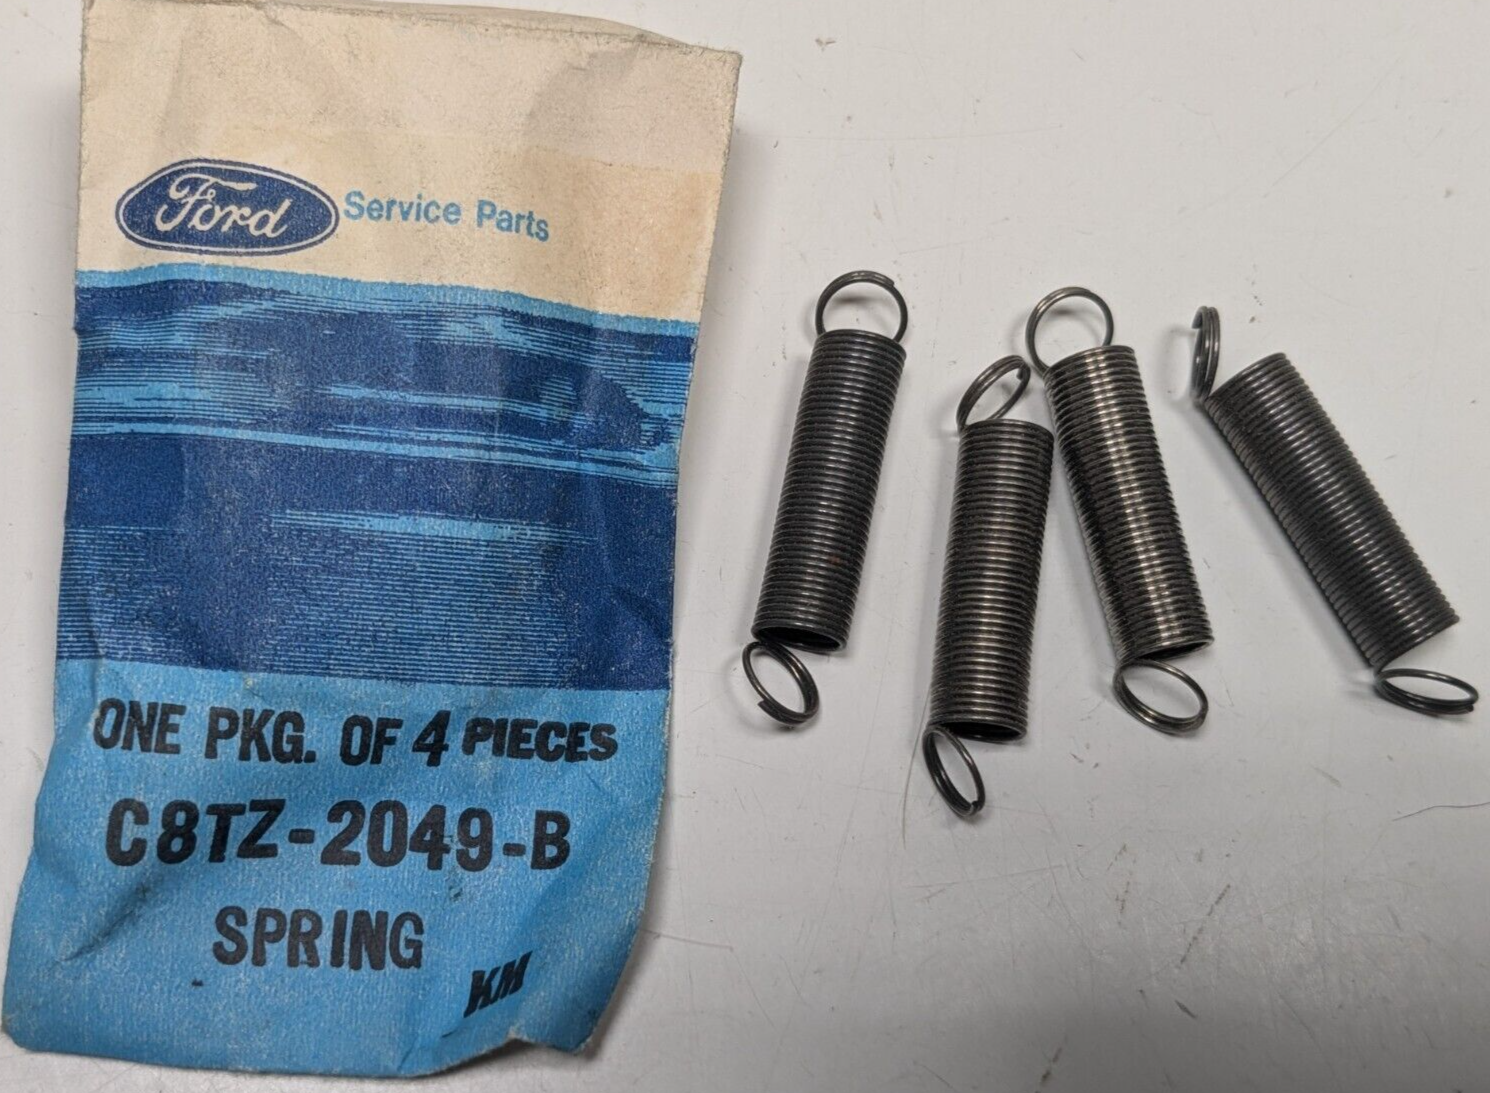 Ford Service Parts
ONE PKG. OF 4 PIECES
C8TZ-2049-B
SPRING
KM